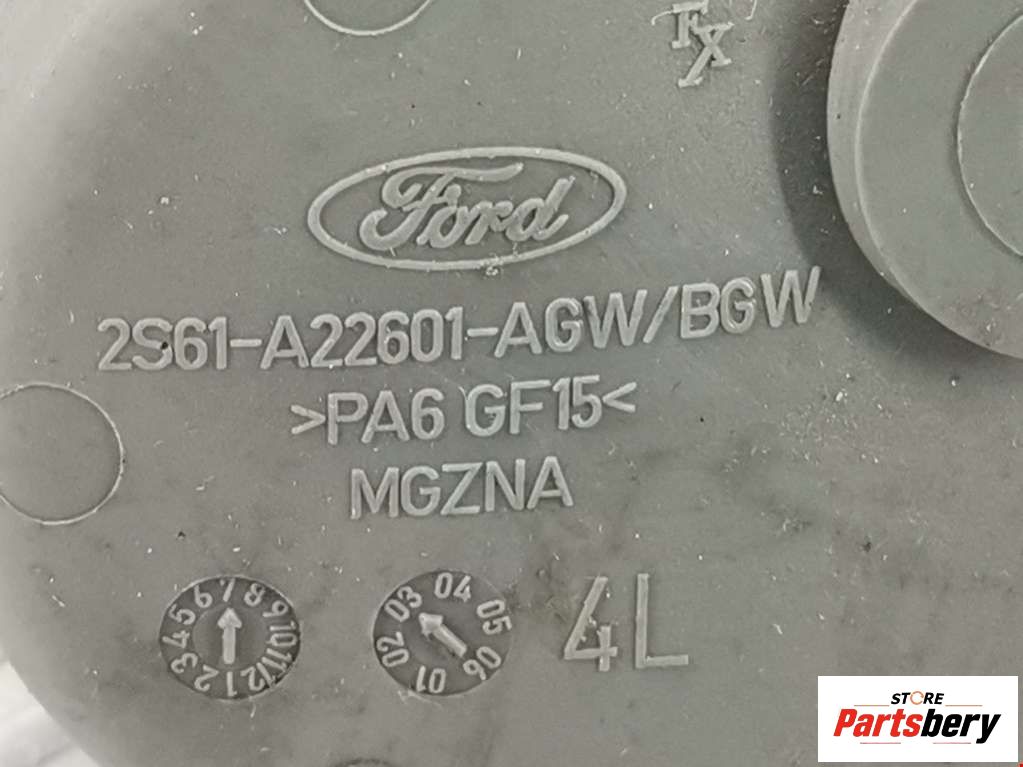 FX
Ford
2S61-A22601-AGW/BGW
>PA6 GF15<
MGZNA
1 2 3 4 5 6 7 8 9 10 11 12
01 02 03 04 05 06
4L
STORE
Partsbery